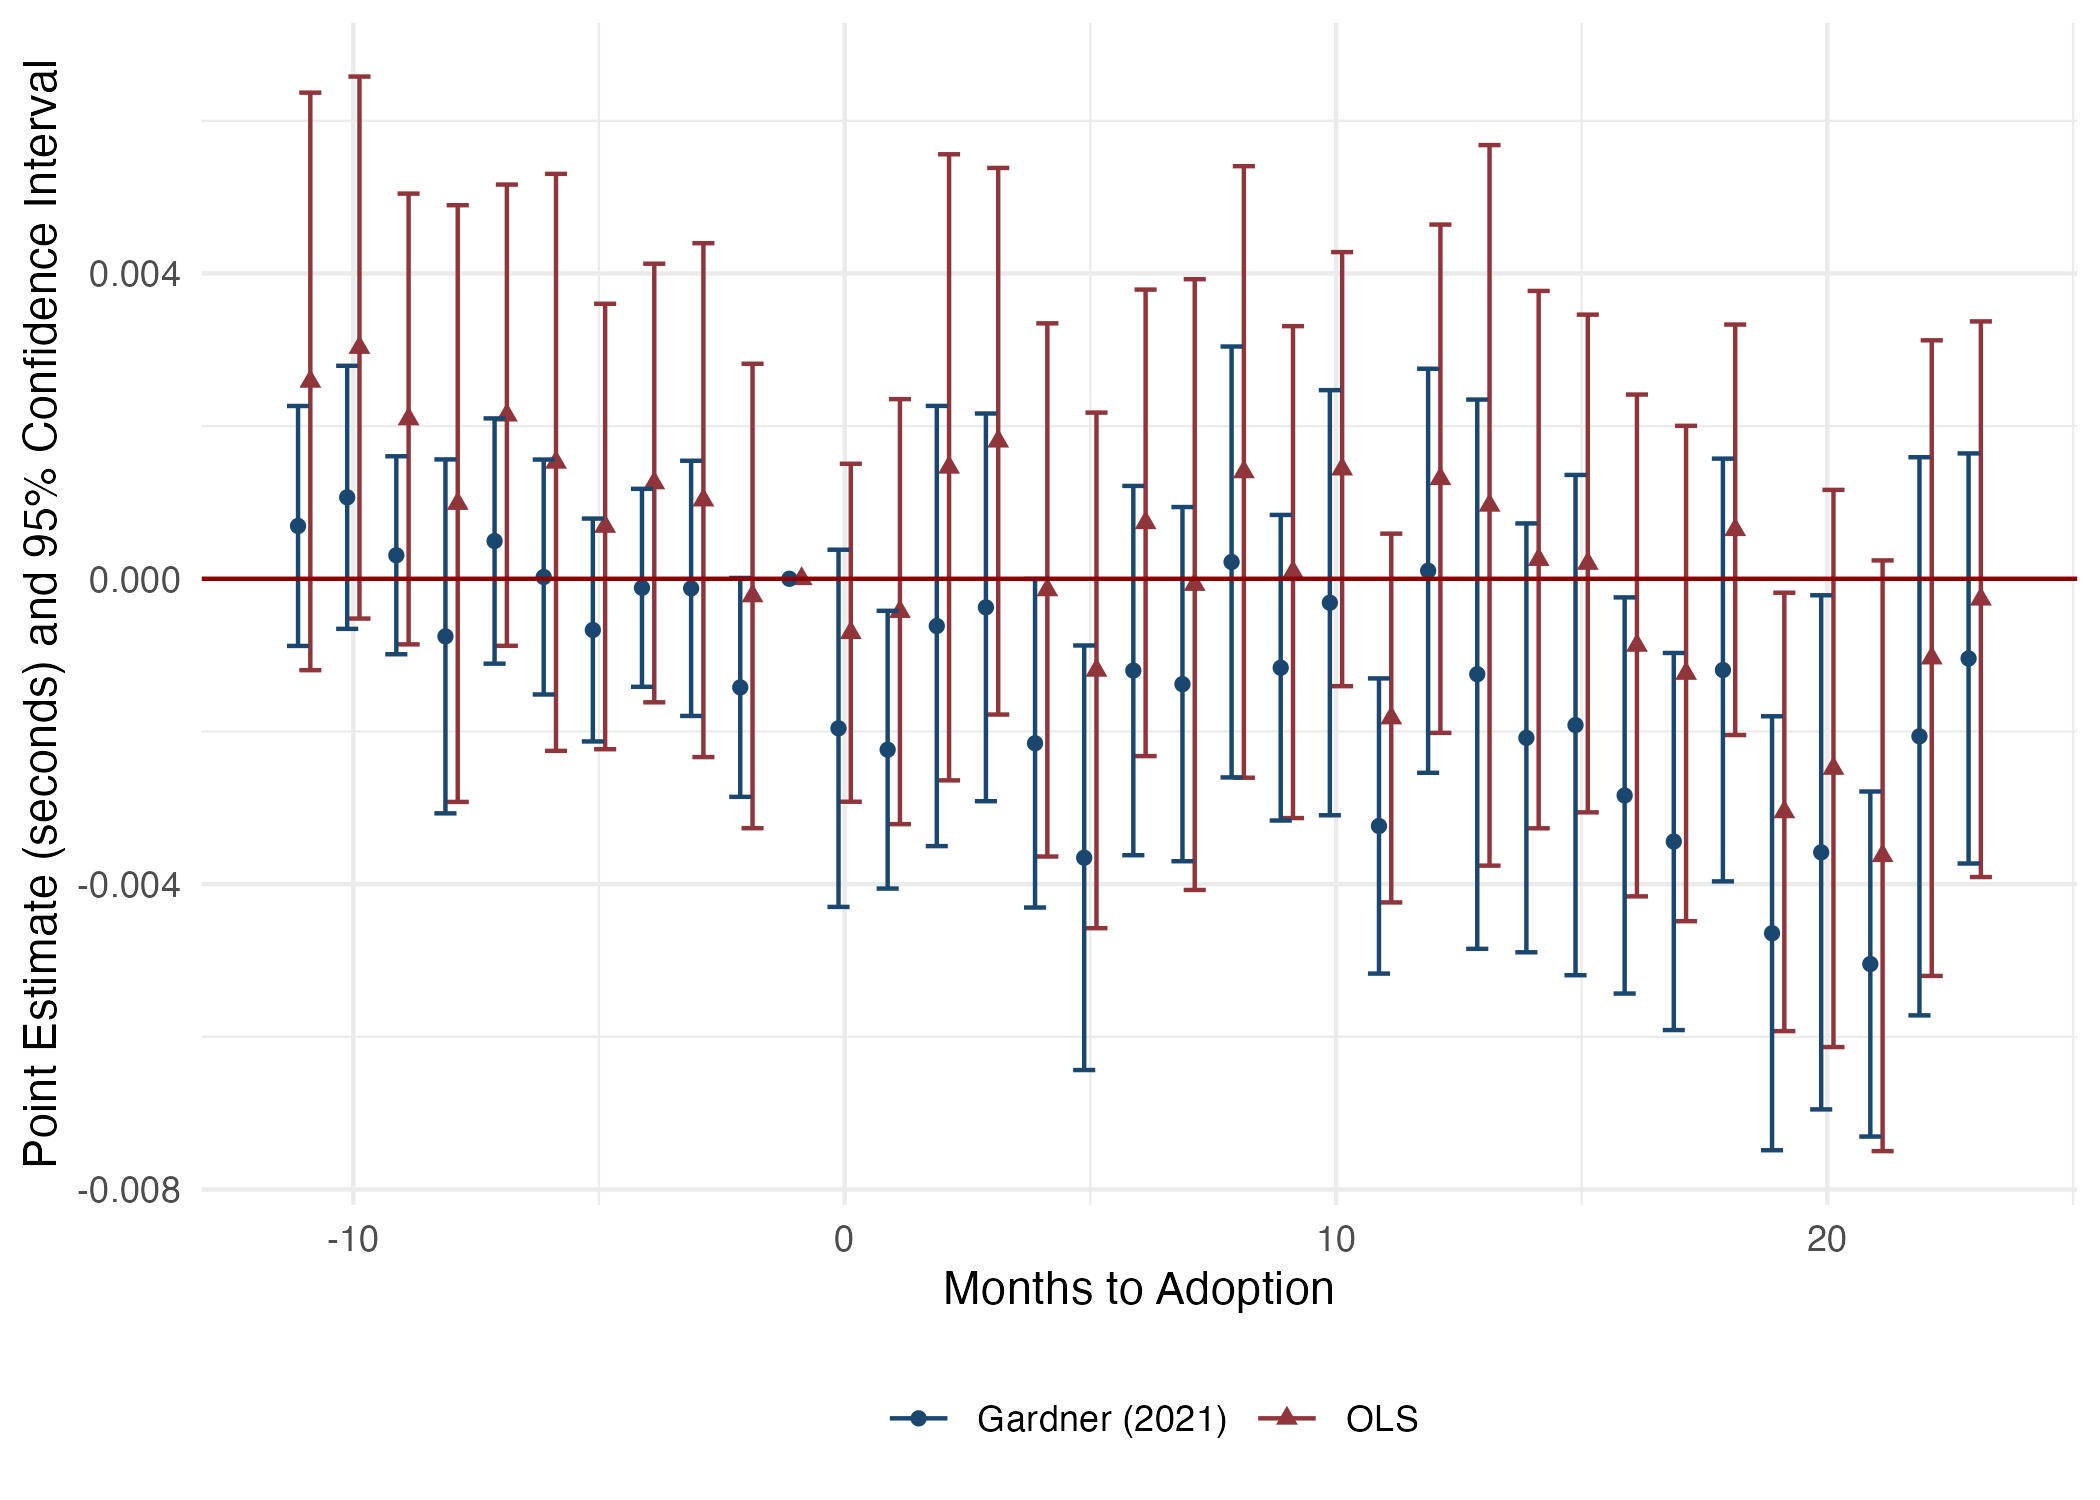 Point Estimate (seconds) and 95% Confidence Interval
0.004
0.000
-0.004
-0.008
-10 0 10 20
Months to Adoption
Gardner (2021) OLS